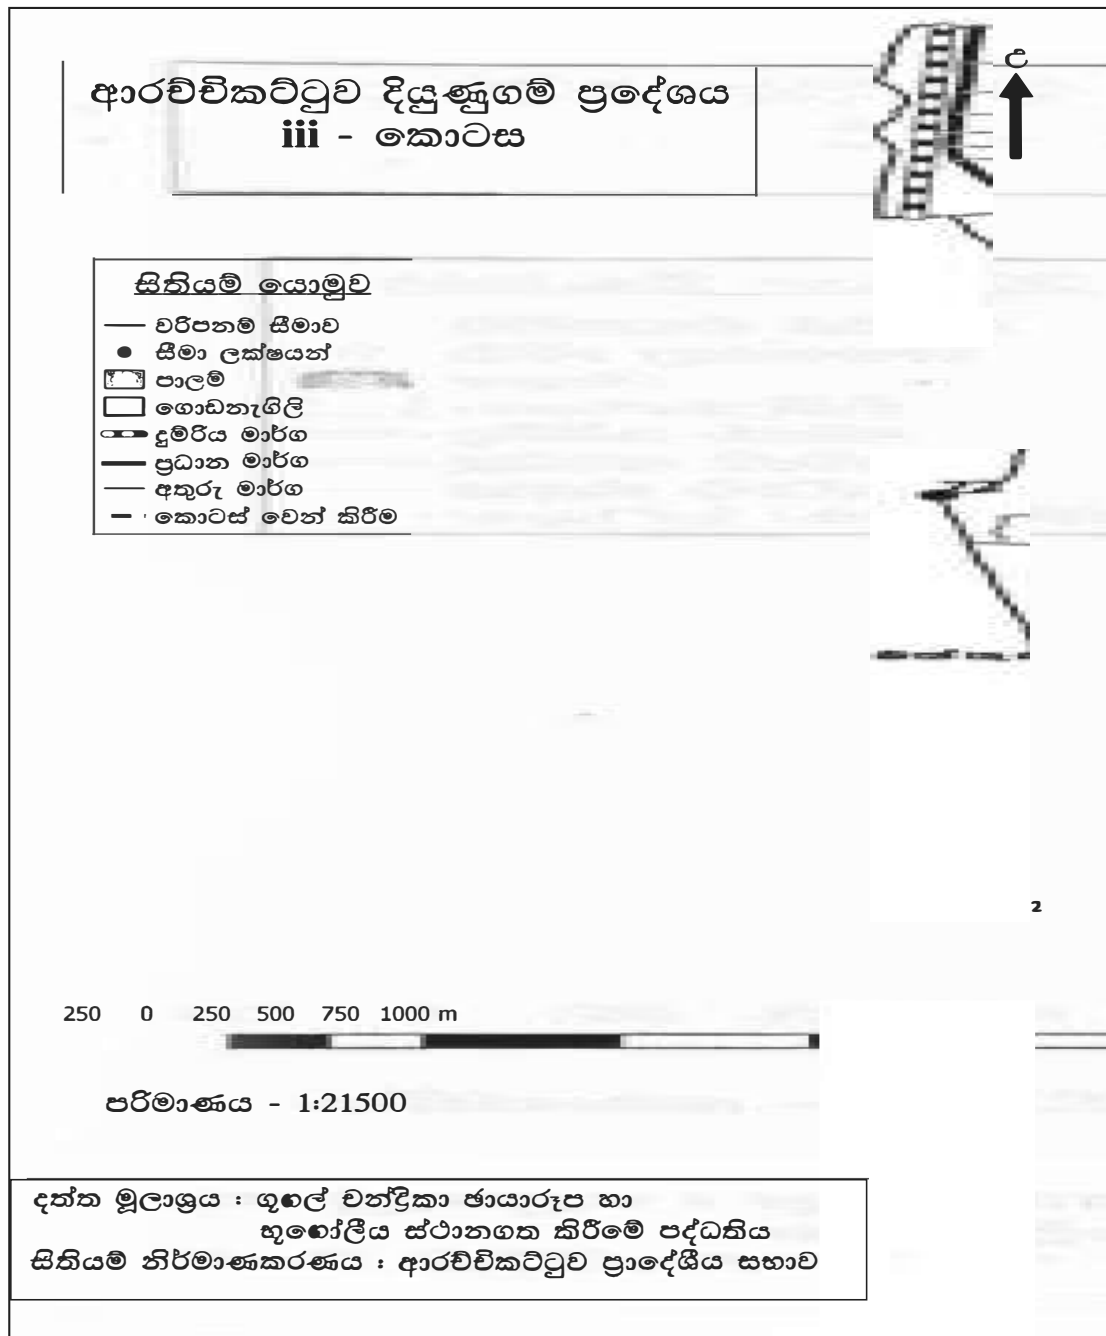 ආරච්චිකට්ටුව දියුණුගම් ප්‍රදේශය
iii - කොටස
උ
සිතියම් යොමුව
වරිපනම් සීමාව
සීමා ලක්ෂයන්
පාලම්
ගොඩනැගිලි
දුම්රිය මාර්ග
ප්‍රධාන මාර්ග
අතුරු මාර්ග
කොටස් වෙන් කිරීම
2
250 0 250 500 750 1000 m
පරිමාණය - 1:21500
දත්ත මූලාශ්‍රය : ගූගල් චන්ද්‍රිකා ඡායාරූප හා
භූගෝලීය ස්ථානගත කිරීමේ පද්ධතිය
සිතියම් නිර්මාණකරණය : ආරච්චිකට්ටුව ප්‍රාදේශීය සභාව